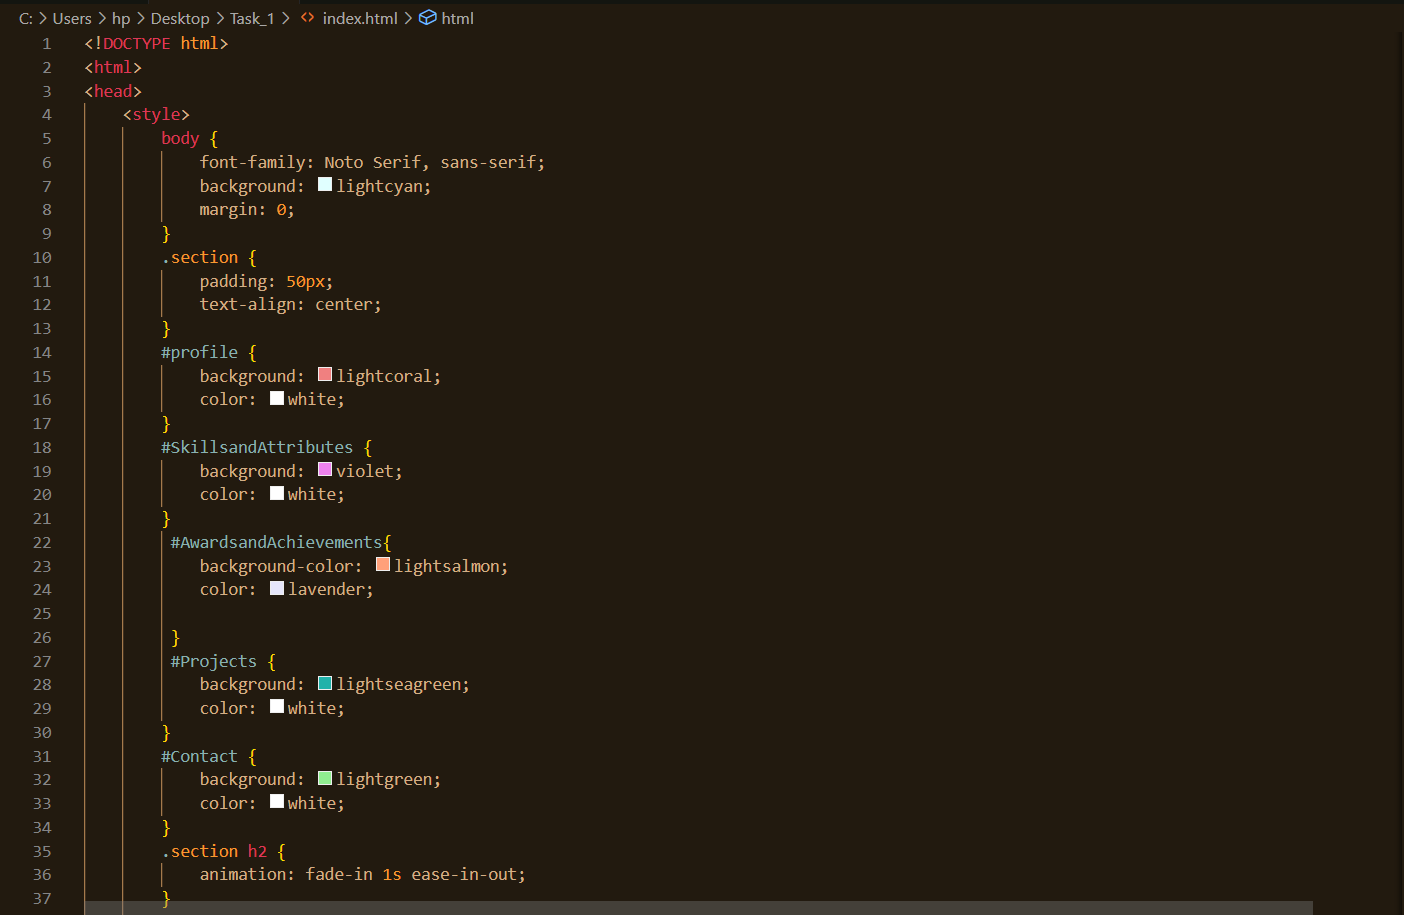 C: > Users > hp > Desktop > Task_1 > <> index.html > html
1 <!DOCTYPE html>
2 <html>
3 <head>
4 <style>
5 body {
6 font-family: Noto Serif, sans-serif;
7 background: lightcyan;
8 margin: 0;
9 }
10 .section {
11 padding: 50px;
12 text-align: center;
13 }
14 #profile {
15 background: lightcoral;
16 color: white;
17 }
18 #SkillsandAttributes {
19 background: violet;
20 color: white;
21 }
22 #AwardsandAchievements{
23 background-color: lightsalmon;
24 color: lavender;
25
26 }
27 #Projects {
28 background: lightseagreen;
29 color: white;
30 }
31 #Contact {
32 background: lightgreen;
33 color: white;
34 }
35 .section h2 {
36 animation: fade-in 1s ease-in-out;
37 }